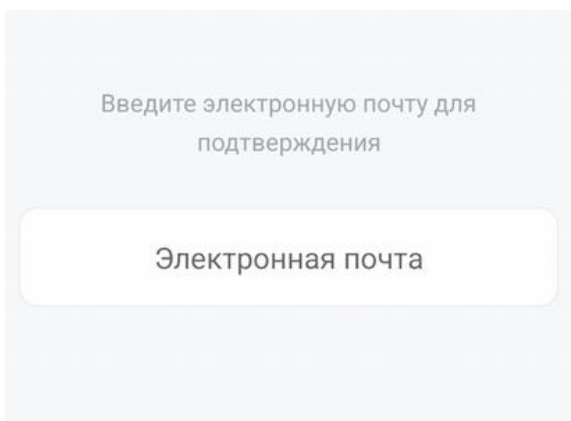 Введите электронную почту для
подтверждения
Электронная почта